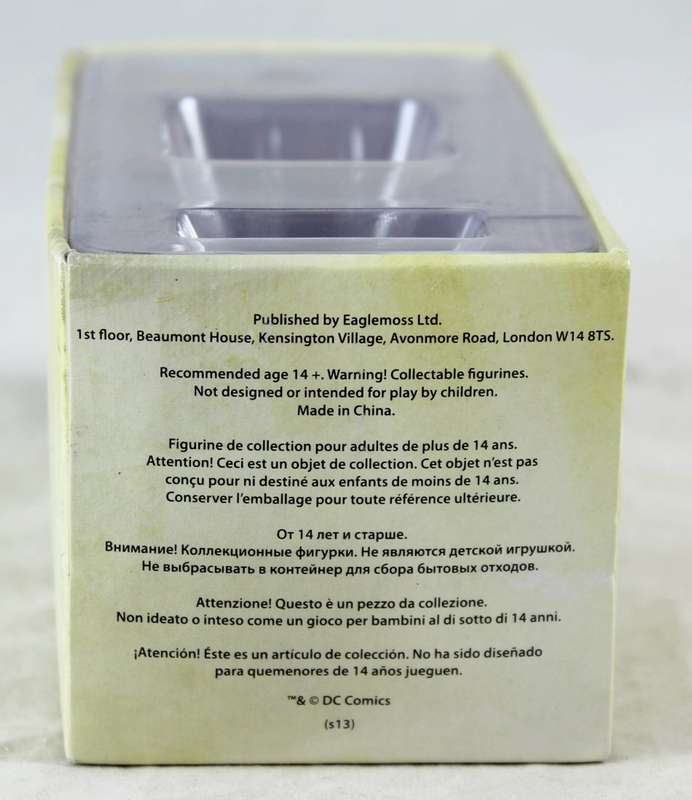 Published by Eaglemoss Ltd.
1st floor, Beaumont House, Kensington Village, Avonmore Road, London W14 8TS.
Recommended age 14 +. Warning! Collectable figurines.
Not designed or intended for play by children.
Made in China.
Figurine de collection pour adultes de plus de 14 ans.
Attention! Ceci est un objet de collection. Cet objet n'est pas
conçu pour ni destiné aux enfants de moins de 14 ans.
Conserver l'emballage pour toute référence ultérieure.
От 14 лет и старше.
Внимание! Коллекционные фигурки. Не являются детской игрушкой.
Не выбрасывать в контейнер для сбора бытовых отходов.
Attenzione! Questo è un pezzo da collezione.
Non ideato o inteso come un gioco per bambini al di sotto di 14 anni.
¡Atención! Éste es un artículo de colección. No ha sido diseñado
para quemenores de 14 años jueguen.
™& © DC Comics
(s13)